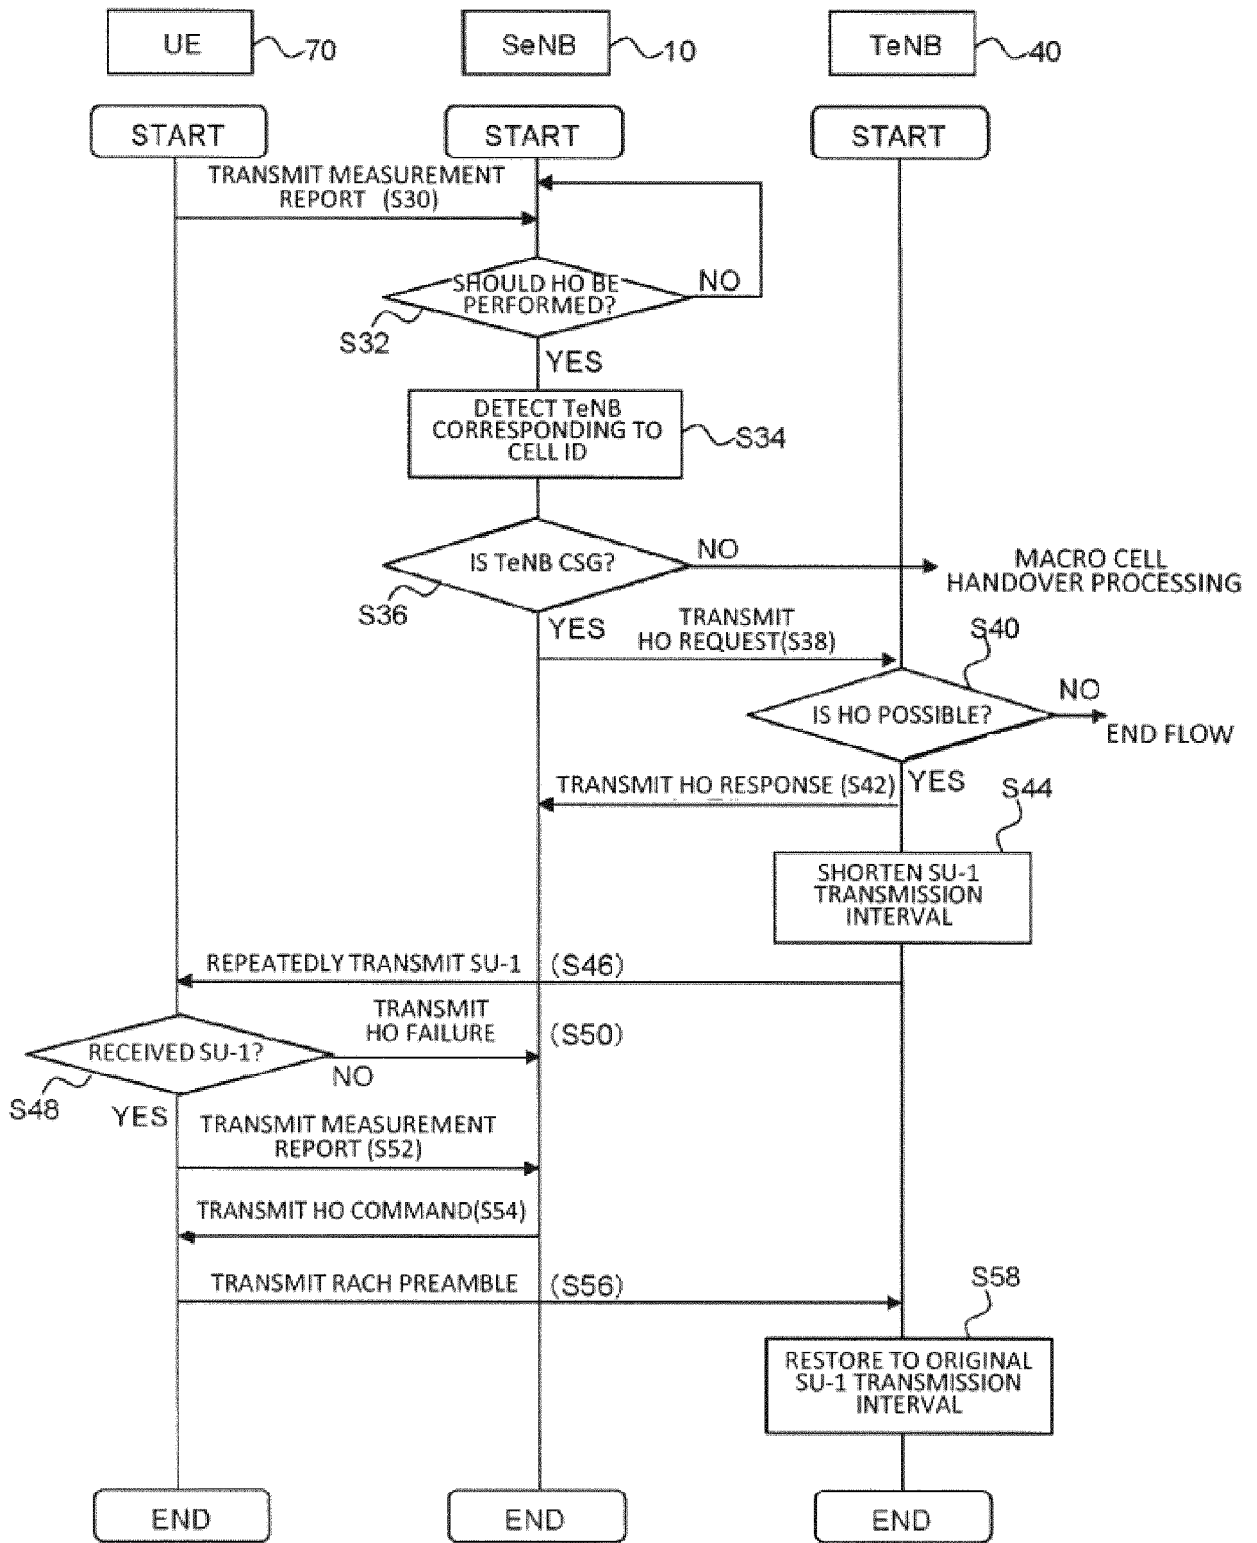 UE
70
SeNB
10
TeNB
40
START
START
START
TRANSMIT MEASUREMENT
REPORT (S30)
SHOULD HO BE
PERFORMED?
NO
S32
YES
DETECT TeNB
CORRESPONDING TO
CELL ID
S34
IS TeNB CSG?
NO
MACRO CELL
HANDOVER PROCESSING
S36
YES
TRANSMIT
HO REQUEST(S38)
S40
IS HO POSSIBLE?
NO
END FLOW
YES
TRANSMIT HO RESPONSE (S42)
S44
SHORTEN SU-1
TRANSMISSION
INTERVAL
REPEATEDLY TRANSMIT SU-1 (S46)
TRANSMIT
HO FAILURE (S50)
RECEIVED SU-1?
NO
S48
YES
TRANSMIT MEASUREMENT
REPORT (S52)
TRANSMIT HO COMMAND(S54)
TRANSMIT RACH PREAMBLE (S56)
S58
RESTORE TO ORIGINAL
SU-1 TRANSMISSION
INTERVAL
END
END
END